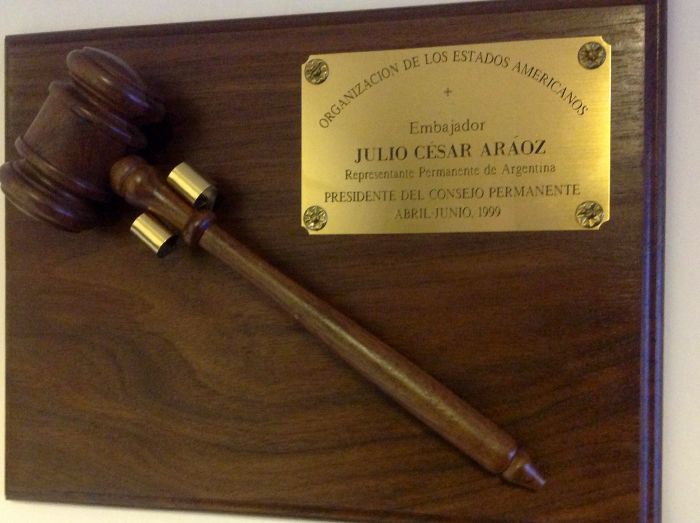 ORGANIZACION DE LOS ESTADOS AMERICANOS
Embajador
JULIO CÉSAR ARÁOZ
Representante Permanente de Argentina
PRESIDENTE DEL CONSEJO PERMANENTE
ABRIL-JUNIO, 1999